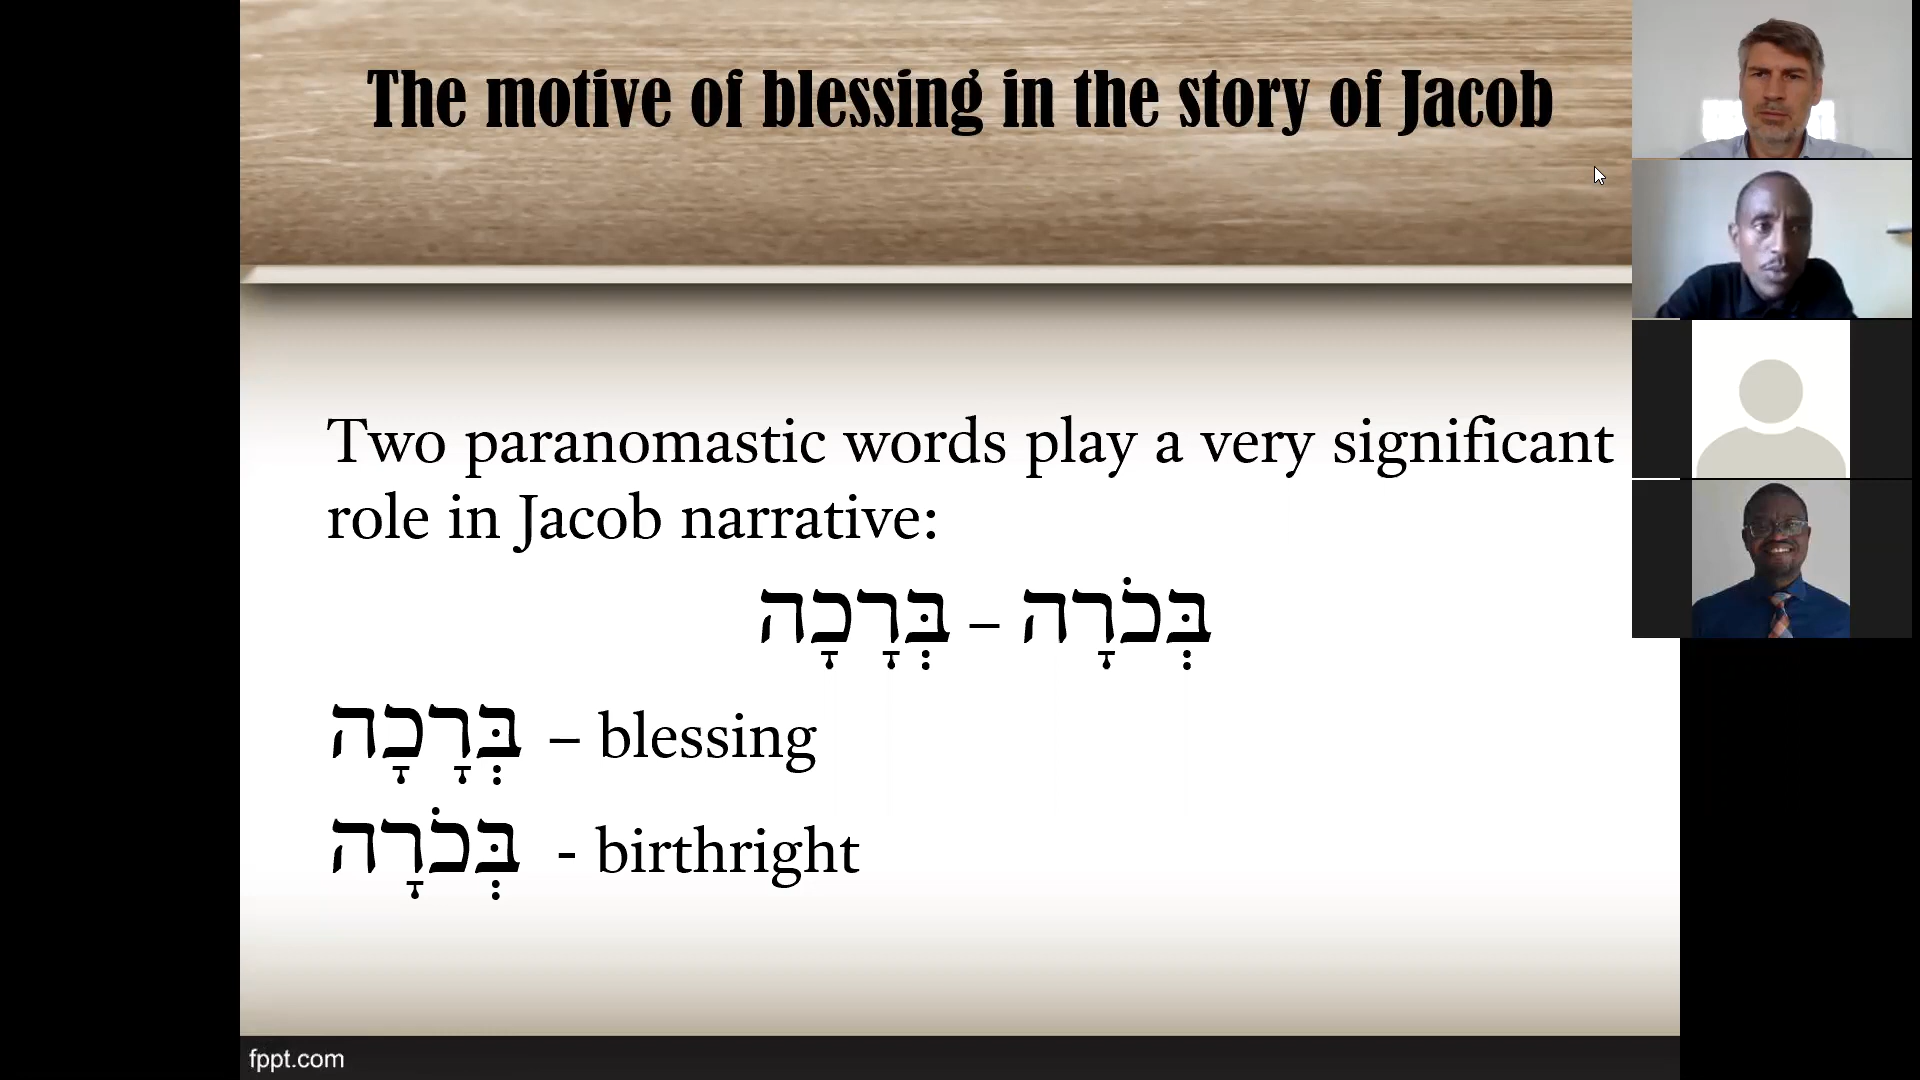 The motive of blessing in the story of Jacob
Two paranomastic words play a very significant
role in Jacob narrative:
בְּכֹרָה – בְּרָכָה
בְּרָכָה – blessing
בְּכֹרָה - birthright
fppt.com